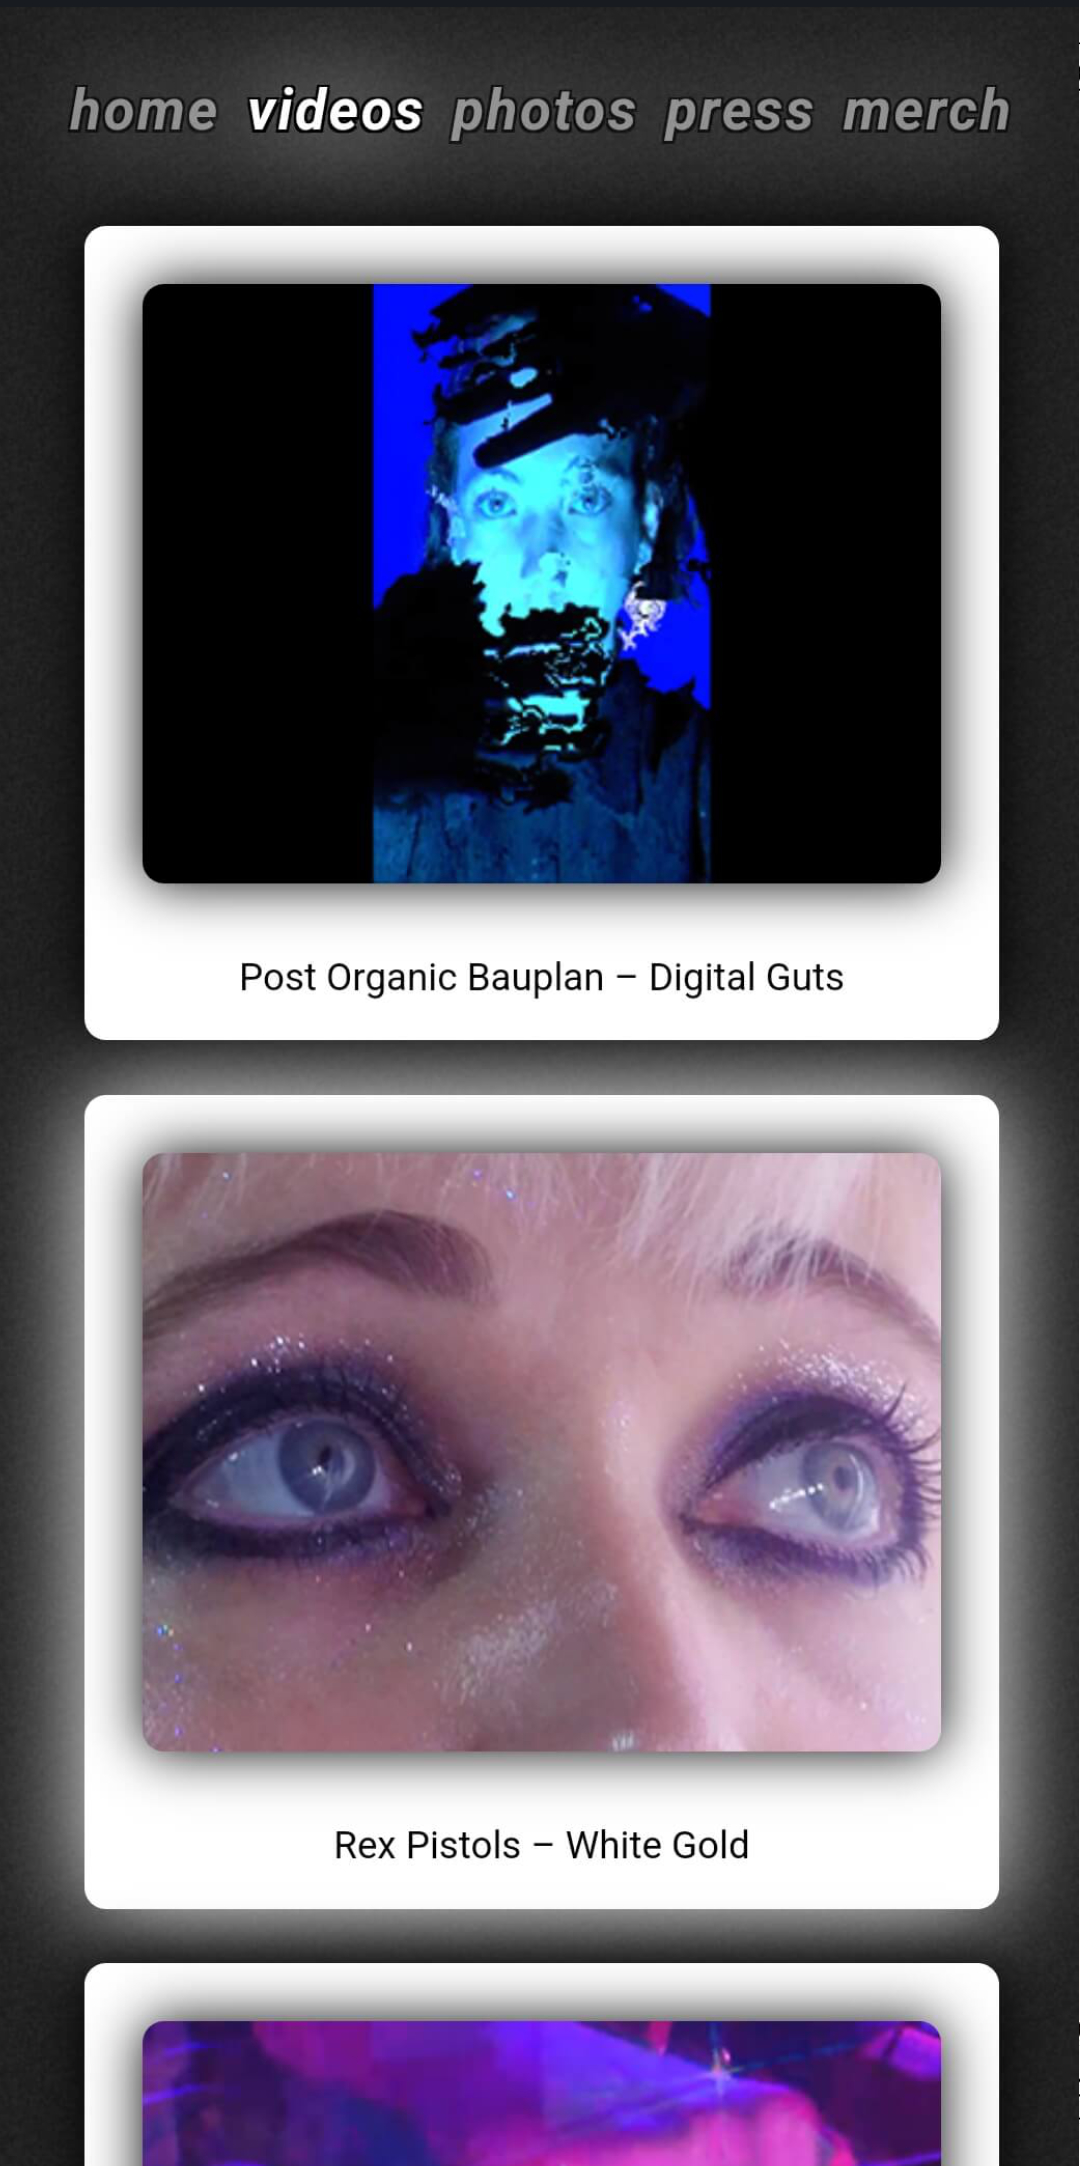 home videos photos press merch
Post Organic Bauplan – Digital Guts
Rex Pistols – White Gold